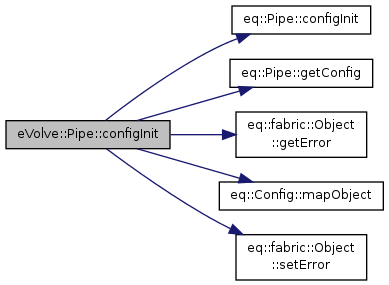 eq::Pipe::configInit
eq::Pipe::getConfig
eVolve::Pipe::configInit
eq::fabric::Object
::getError
eq::Config::mapObject
eq::fabric::Object
::setError